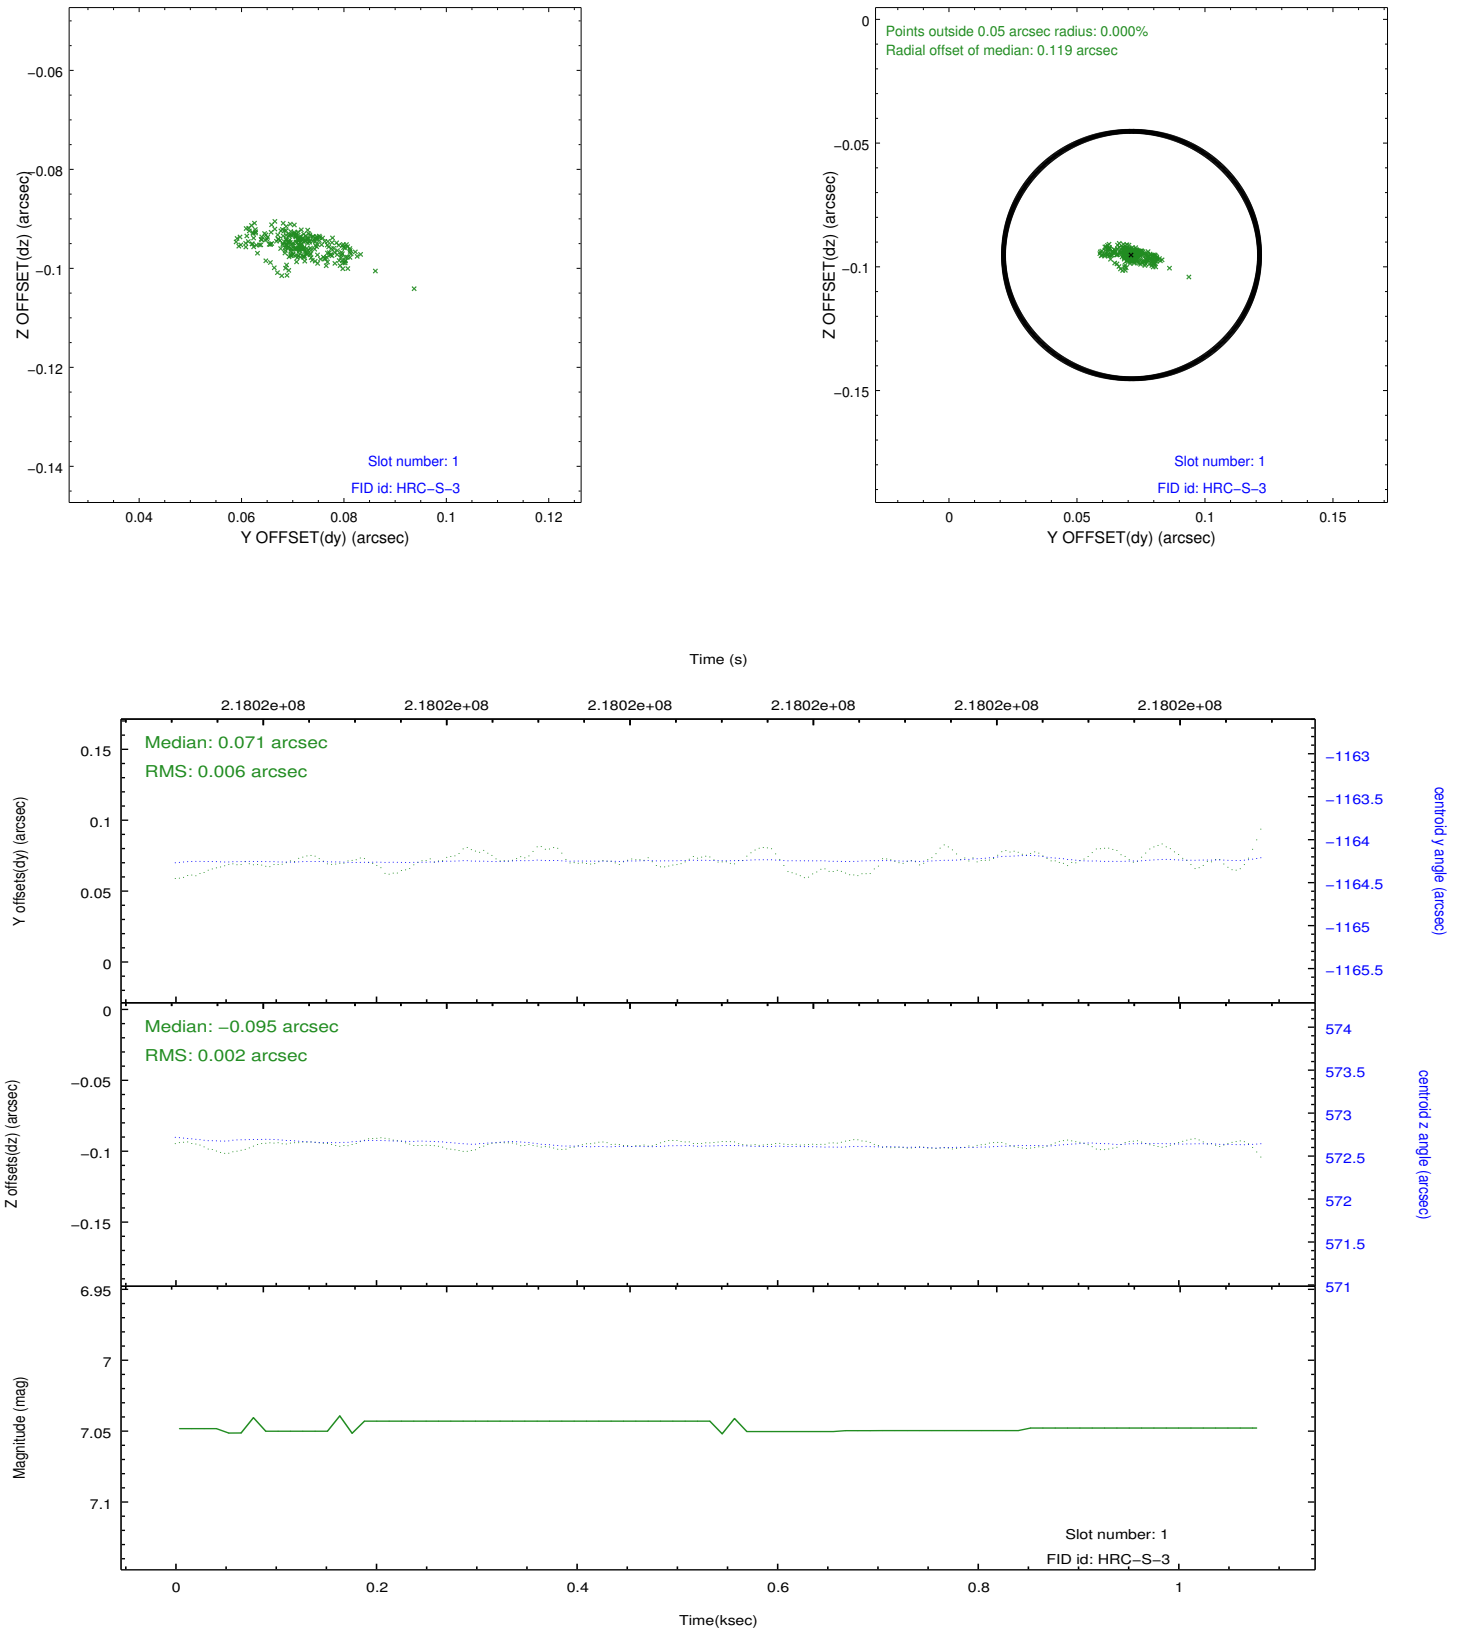 −0.06
−0.08
−0.1
−0.12
−0.14
Z OFFSET(dz) (arcsec)
Slot number: 1
FID id: HRC−S−3
0.04 0.06 0.08 0.1 0.12
Y OFFSET(dy) (arcsec)
Points outside 0.05 arcsec radius: 0.000%
Radial offset of median: 0.119 arcsec
0
−0.05
−0.1
−0.15
Z OFFSET(dz) (arcsec)
Slot number: 1
FID id: HRC−S−3
0 0.05 0.1 0.15
Y OFFSET(dy) (arcsec)
Time (s)
2.1802e+08 2.1802e+08 2.1802e+08 2.1802e+08 2.1802e+08 2.1802e+08
Median: 0.071 arcsec
RMS: 0.006 arcsec
0.15
0.1
0.05
0
Y offsets(dy) (arcsec)
−1163
−1163.5
−1164
−1164.5
−1165
−1165.5
centroid y angle (arcsec)
Median: −0.095 arcsec
RMS: 0.002 arcsec
0
−0.05
−0.1
−0.15
Z offsets(dz) (arcsec)
574
573.5
573
572.5
572
571.5
571
centroid z angle (arcsec)
6.95
7
7.05
7.1
Magnitude (mag)
Slot number: 1
FID id: HRC−S−3
0 0.2 0.4 0.6 0.8 1
Time(ksec)